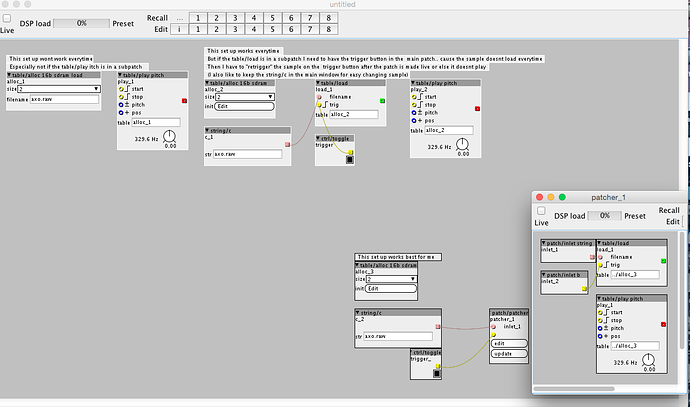 untitled
Live
DSP load 0% Preset
Recall ... 1 2 3 4 5 6 7 8
Edit i 1 2 3 4 5 6 7 8
This set up wont work everytime
Especially not if the table/play itch is in a subpatch
table/alloc 16b sdram load
alloc_1
size 2
filename axo.raw
table/play pitch
play_1
start
stop
pitch
pos
table alloc_1
329.6 Hz
0.00
This set up works everytime
But if the table/load is in a subpatch I need to have the trigger button in the main patch.. cause the sample doesnt load everytime
Then I have to "retrigger" the sample on the trigger button after the patch is made live or else it doesnt play
(I also like to keep the string/c in the main window for easy changing sample)
table/alloc 16b sdram
alloc_2
size 2
init Edit
string/c
c_1
str axo.raw
table/load
load_1
filename
trig
table alloc_2
ctrl/toggle
trigger
table/play pitch
play_2
start
stop
pitch
pos
table alloc_2
329.6 Hz
0.00
This set up works best for me
table/alloc 16b sdram
alloc_3
size 2
init Edit
string/c
c_2
str axo.raw
ctrl/toggle
trigger_
patch/patcher
patcher_1
inlet_1
edit
update
patcher_1
Live
DSP load 0% Preset
Recall
Edit
patch/inlet string
inlet_1
patch/inlet b
inlet_2
table/load
load_1
filename
trig
table ../alloc_3
table/play pitch
play_1
start
stop
pitch
pos
table ../alloc_3
329.6 Hz
0.00